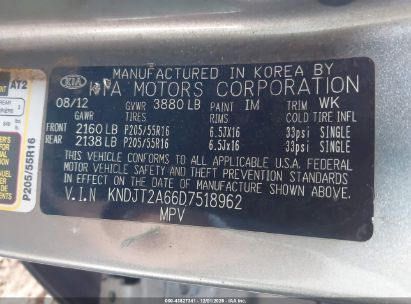 MANUFACTURED IN KOREA BY
KIA KIA MOTORS CORPORATION
08/12 GVWR 3880 LB PAINT IM TRIM WK
GAWR TIRES RIMS COLD TIRE INFL
FRONT 2160 LB P205/55R16 6.5JX16 33psi SINGLE
REAR 2138 LB P205/55R16 6.5Jx16 33psi SINGLE
THIS VEHICLE CONFORMS TO ALL APPLICABLE U.S.A. FEDERAL
MOTOR VEHICLE SAFETY AND THEFT PREVENTION STANDARDS
IN EFFECT ON THE DATE OF MANUFACTURE SHOWN ABOVE.
V.I.N KNDJT2A66D7518962
MPV
AT2
P205/55R16